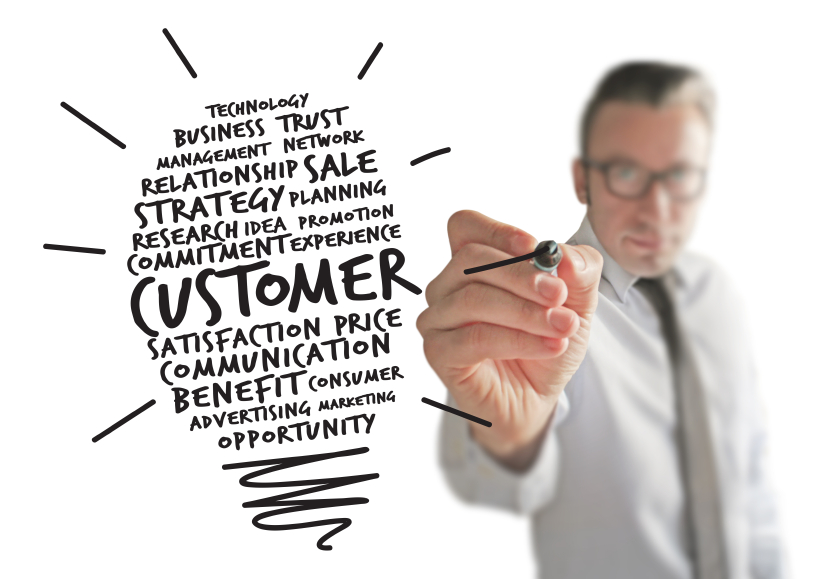 TECHNOLOGY
BUSINESS TRUST
MANAGEMENT NETWORK
RELATIONSHIP SALE
STRATEGY PLANNING
RESEARCH IDEA PROMOTION
COMMITMENT EXPERIENCE
CUSTOMER
SATISFACTION PRICE
COMMUNICATION
BENEFIT CONSUMER
ADVERTISING MARKETING
OPPORTUNITY